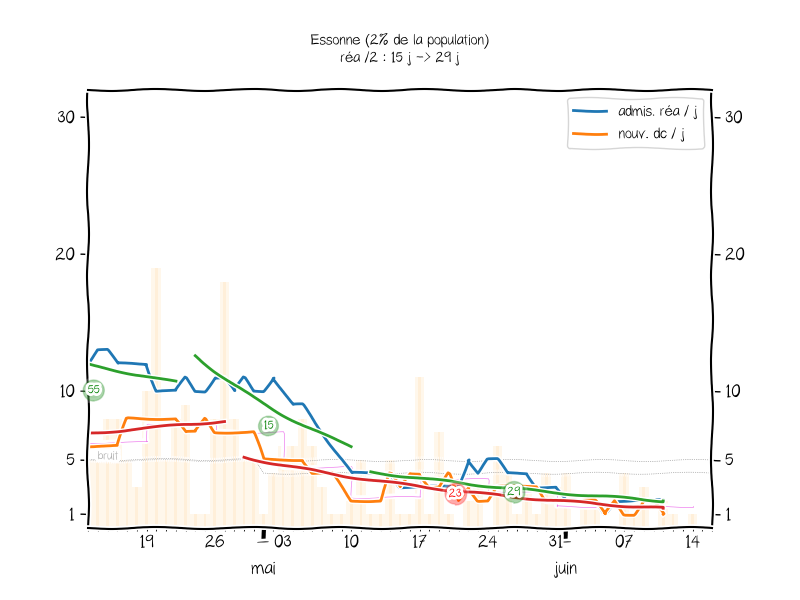 Essonne (2% de la population)
réa /2 : 15 j -> 29 j
admis. réa / j
nouv. dc / j
30 30
20 20
10 10
5 5
1 1
55
15
23
29
bruit
19 26 03 10 17 24 31 07 14
mai juin